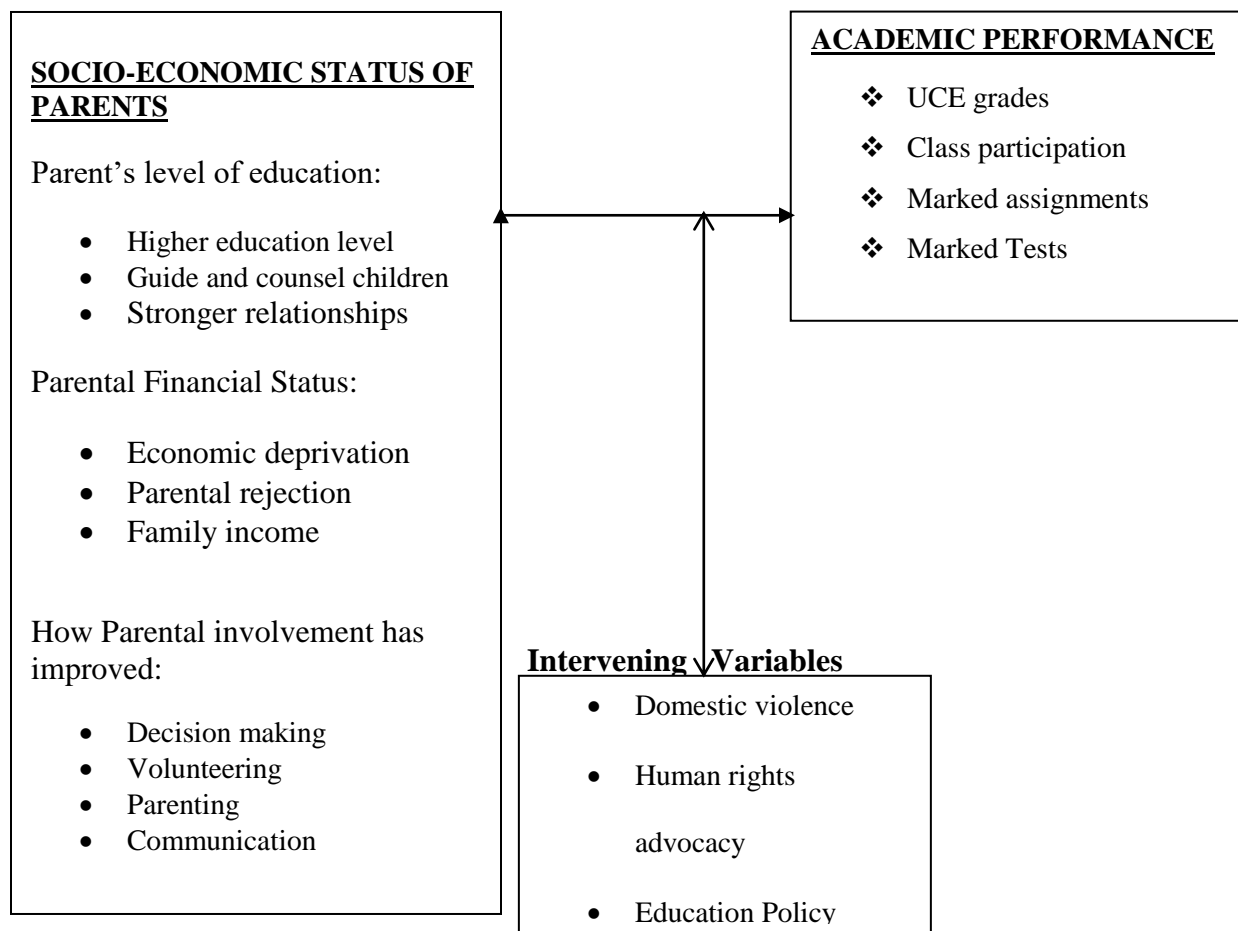 SOCIO-ECONOMIC STATUS OF
PARENTS
Parent’s level of education:
• Higher education level
• Guide and counsel children
• Stronger relationships
Parental Financial Status:
• Economic deprivation
• Parental rejection
• Family income
How Parental involvement has
improved:
• Decision making
• Volunteering
• Parenting
• Communication
ACADEMIC PERFORMANCE
❖ UCE grades
❖ Class participation
❖ Marked assignments
❖ Marked Tests
Intervening Variables
• Domestic violence
• Human rights
advocacy
• Education Policy